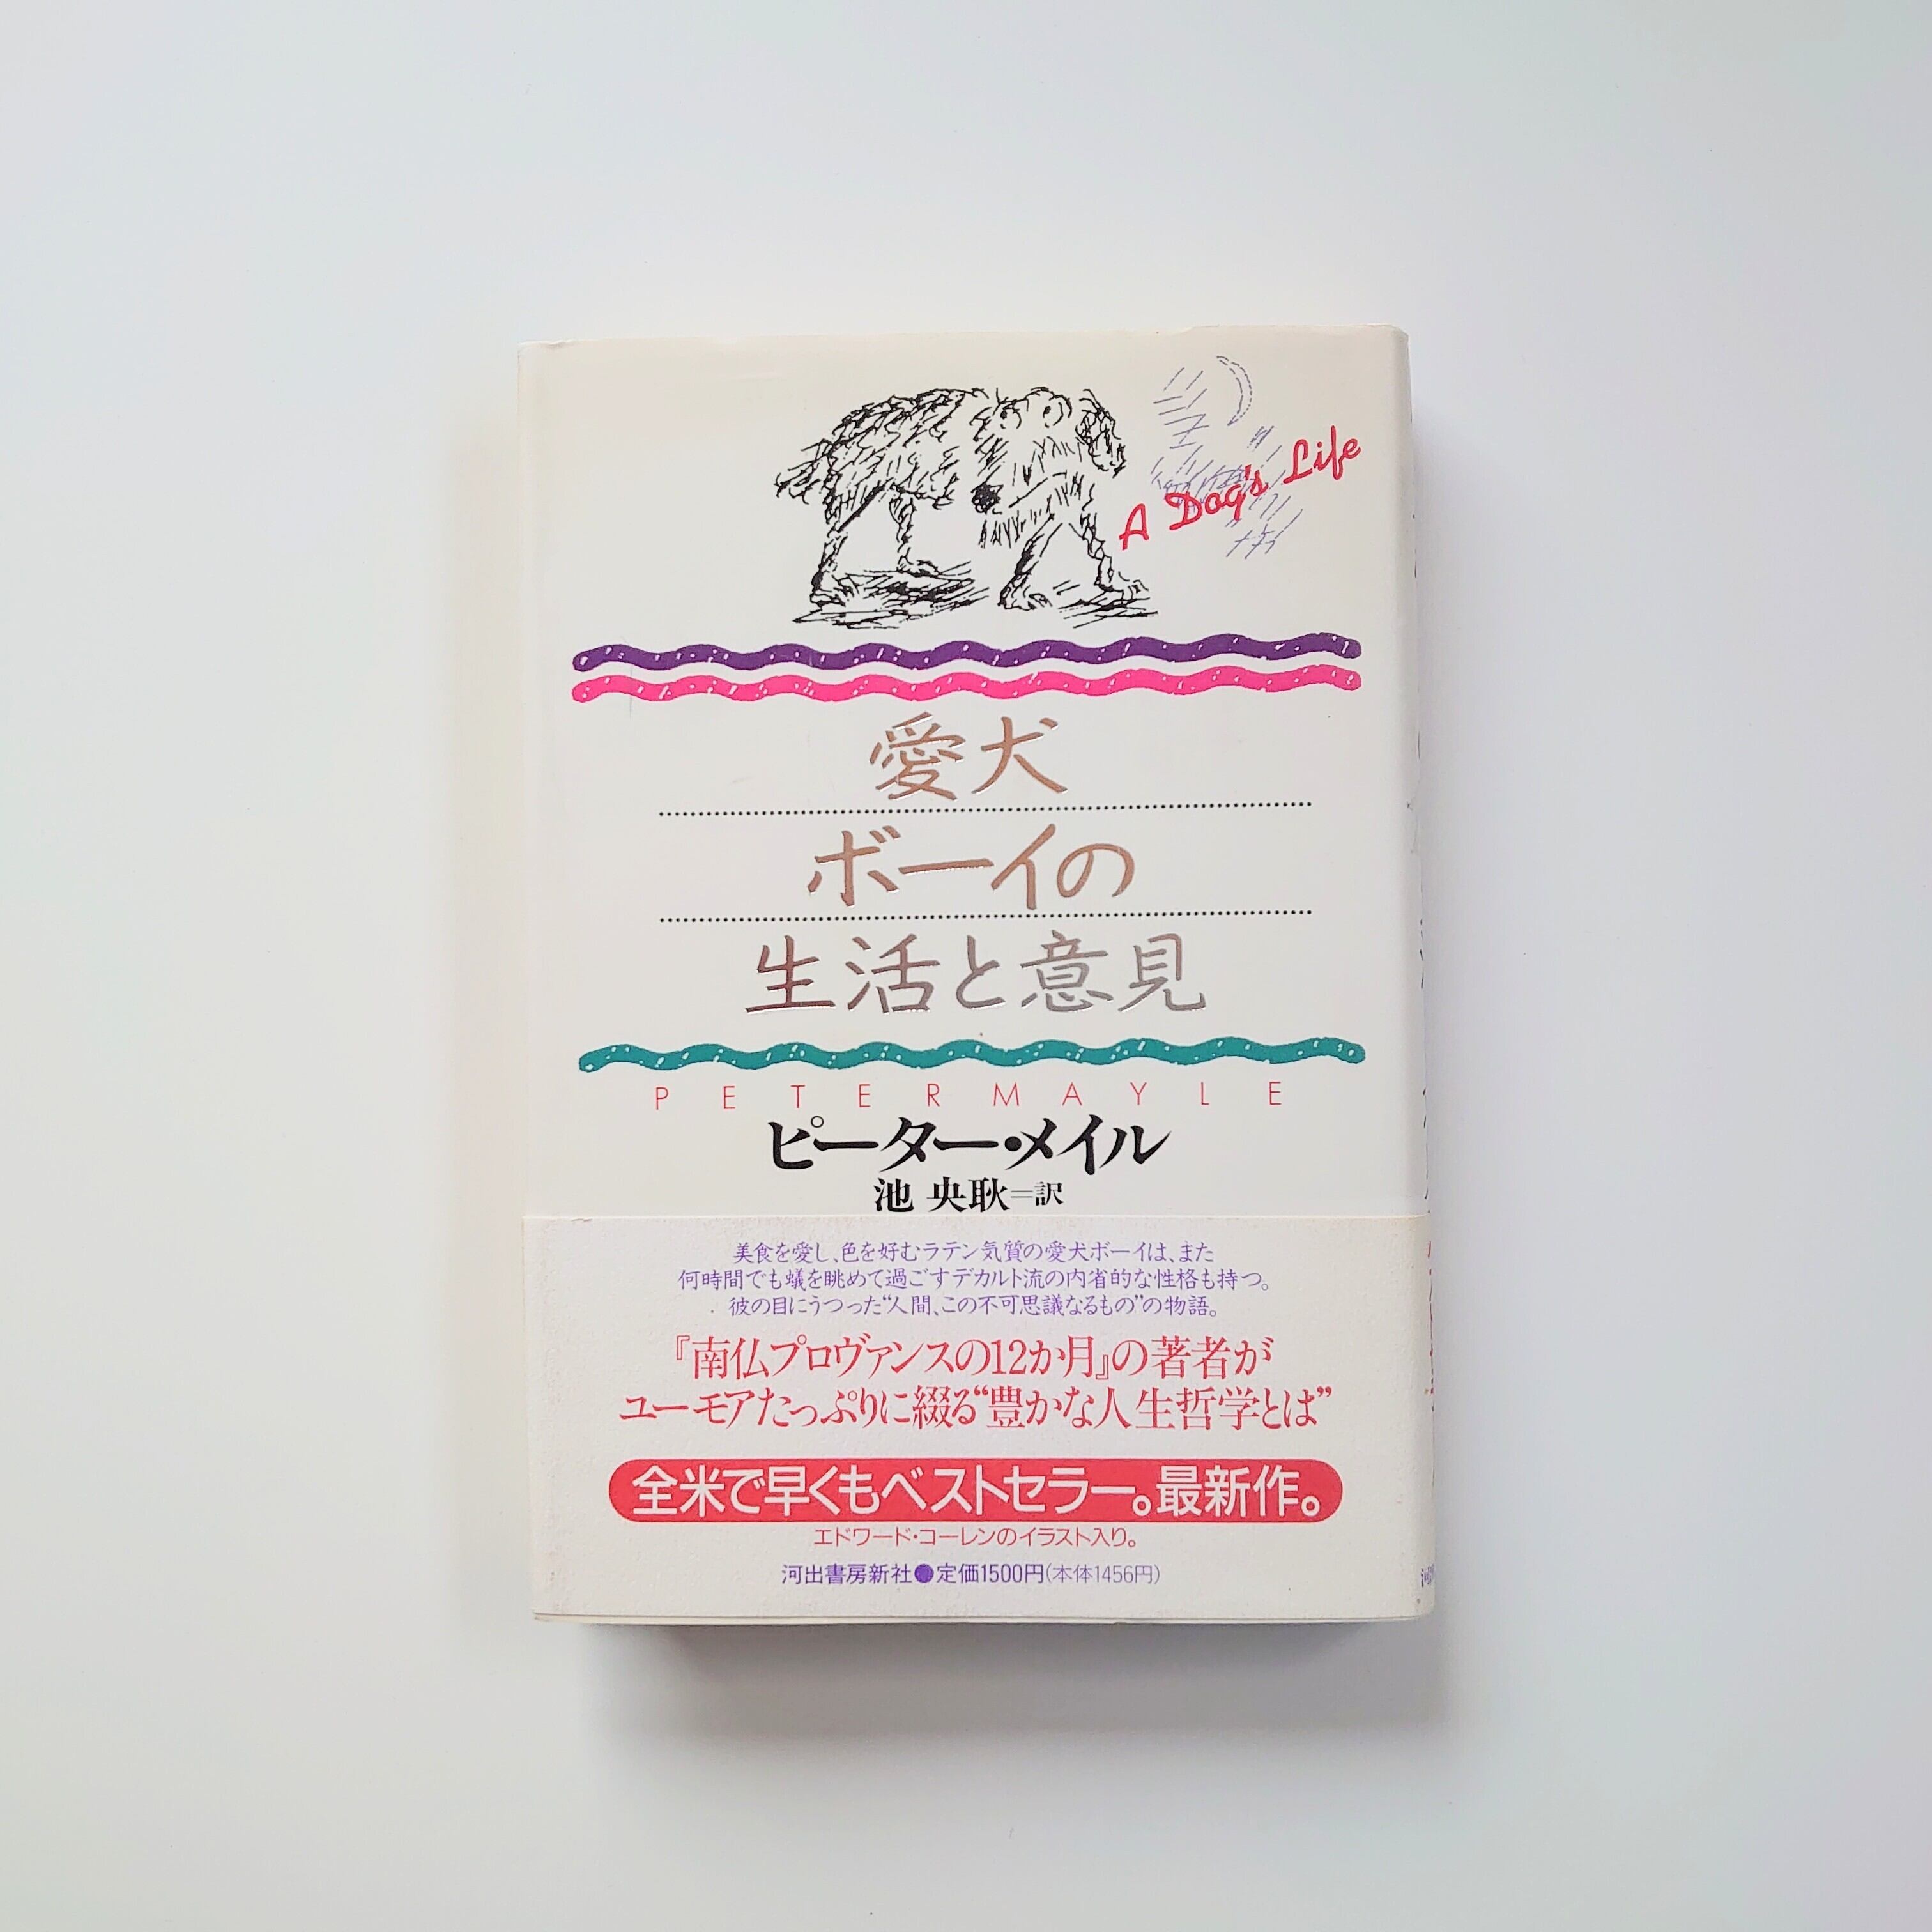 A Dog's Life
愛犬
ボーイの
生活と意見
PETER MAYLE
ピーター・メイル
池 央耿=訳
美食を愛し、色を好むラテン気質の愛犬ボーイは、また
何時間でも蟻を眺めて過ごすデカルト流の内省的な性格も持つ。
彼の目にうつった“人間、この不可思議なるもの”の物語。
『南仏プロヴァンスの12か月』の著者が
ユーモアたっぷりに綴る“豊かな人生哲学とは”
全米で早くもベストセラー。最新作。
エドワード・コーレンのイラスト入り。
河出書房新社●定価1500円(本体1456円)